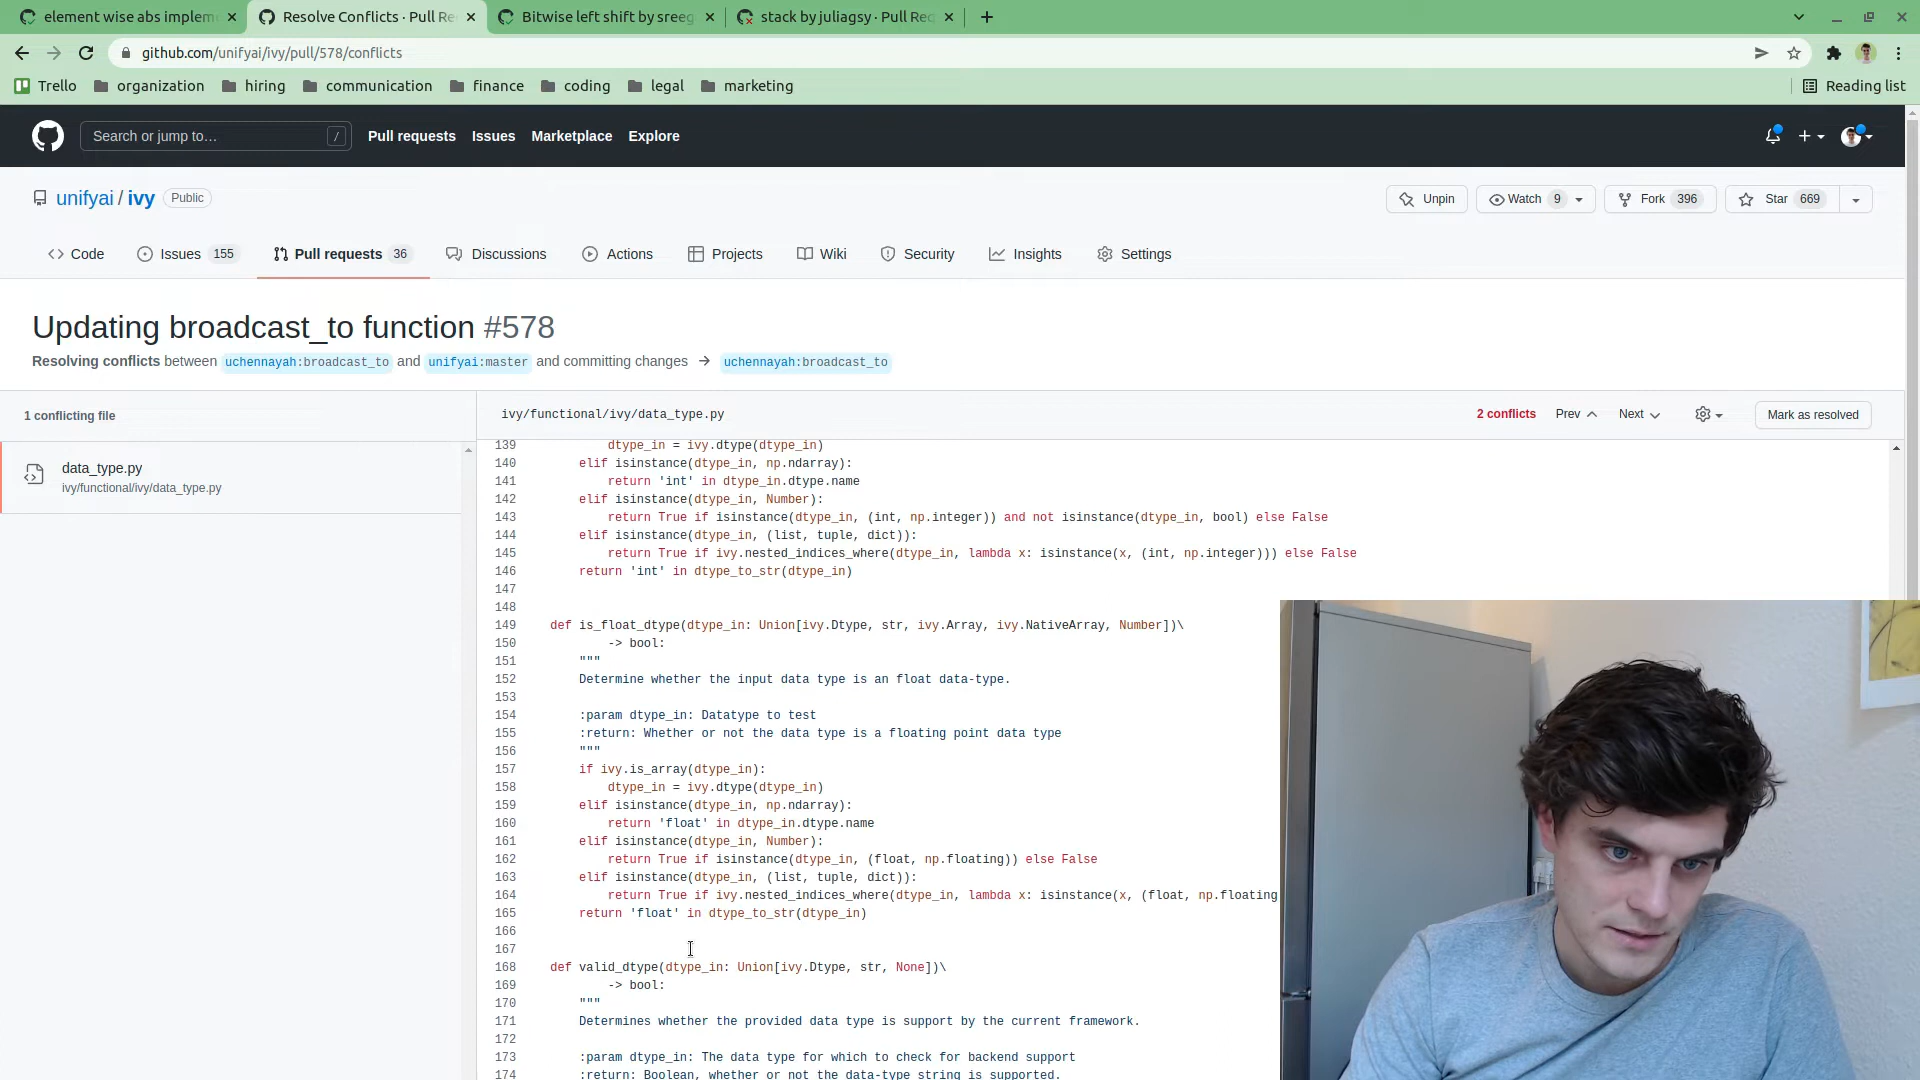 element wise abs implem
Resolve Conflicts · Pull Re
Bitwise left shift by sreeg
stack by juliagsy · Pull Req
github.com/unifyai/ivy/pull/578/conflicts
Trello organization hiring communication finance coding legal marketing Reading list
Search or jump to… /
Pull requests Issues Marketplace Explore
unifyai / ivy Public
Unpin Watch 9 Fork 396 Star 669
Code Issues 155 Pull requests 36 Discussions Actions Projects Wiki Security Insights Settings
Updating broadcast_to function #578
Resolving conflicts between uchennayah:broadcast_to and unifyai:master and committing changes → uchennayah:broadcast_to
1 conflicting file
data_type.py
ivy/functional/ivy/data_type.py
ivy/functional/ivy/data_type.py 2 conflicts Prev Next Mark as resolved
139 dtype_in = ivy.dtype(dtype_in)
140 elif isinstance(dtype_in, np.ndarray):
141 return 'int' in dtype_in.dtype.name
142 elif isinstance(dtype_in, Number):
143 return True if isinstance(dtype_in, (int, np.integer)) and not isinstance(dtype_in, bool) else False
144 elif isinstance(dtype_in, (list, tuple, dict)):
145 return True if ivy.nested_indices_where(dtype_in, lambda x: isinstance(x, (int, np.integer))) else False
146 return 'int' in dtype_to_str(dtype_in)
147
148
149 def is_float_dtype(dtype_in: Union[ivy.Dtype, str, ivy.Array, ivy.NativeArray, Number])\
150 -> bool:
151 """
152 Determine whether the input data type is an float data-type.
153
154 :param dtype_in: Datatype to test
155 :return: Whether or not the data type is a floating point data type
156 """
157 if ivy.is_array(dtype_in):
158 dtype_in = ivy.dtype(dtype_in)
159 elif isinstance(dtype_in, np.ndarray):
160 return 'float' in dtype_in.dtype.name
161 elif isinstance(dtype_in, Number):
162 return True if isinstance(dtype_in, (float, np.floating)) else False
163 elif isinstance(dtype_in, (list, tuple, dict)):
164 return True if ivy.nested_indices_where(dtype_in, lambda x: isinstance(x, (float, np.floating
165 return 'float' in dtype_to_str(dtype_in)
166
167
168 def valid_dtype(dtype_in: Union[ivy.Dtype, str, None])\
169 -> bool:
170 """
171 Determines whether the provided data type is support by the current framework.
172
173 :param dtype_in: The data type for which to check for backend support
174 :return: Boolean, whether or not the data-type string is supported.